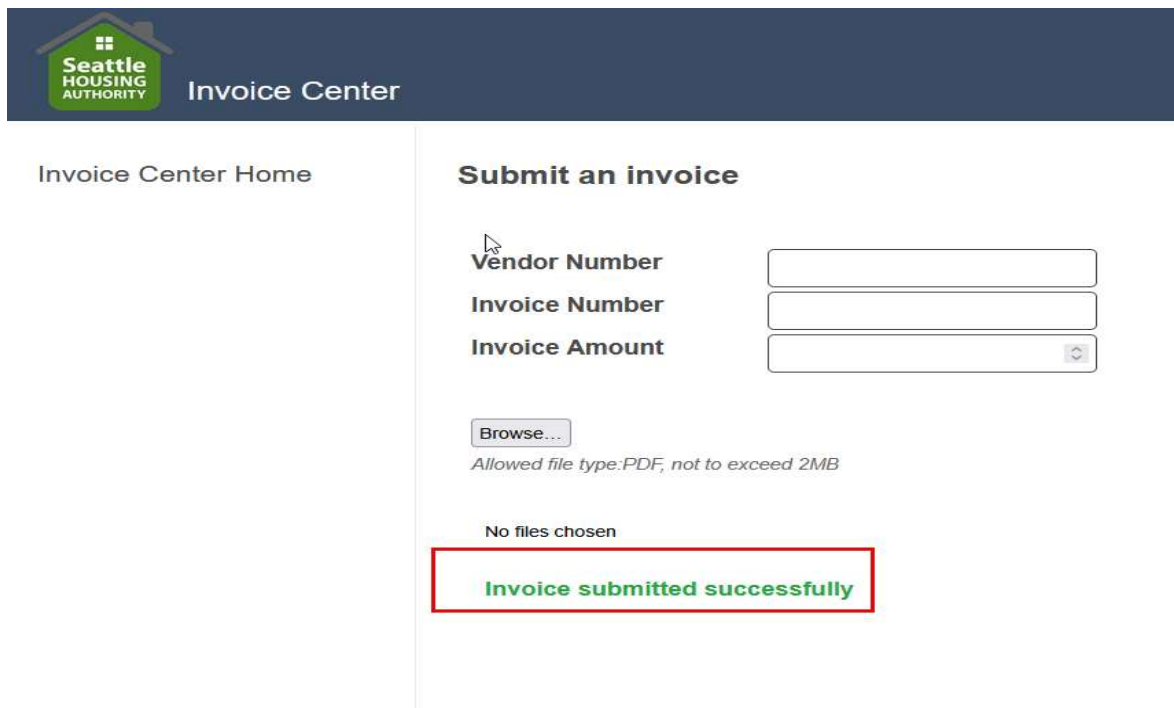 Seattle
HOUSING
AUTHORITY
Invoice Center
Invoice Center Home
Submit an invoice
Vendor Number
Invoice Number
Invoice Amount
Browse...
Allowed file type:PDF, not to exceed 2MB
No files chosen
Invoice submitted successfully